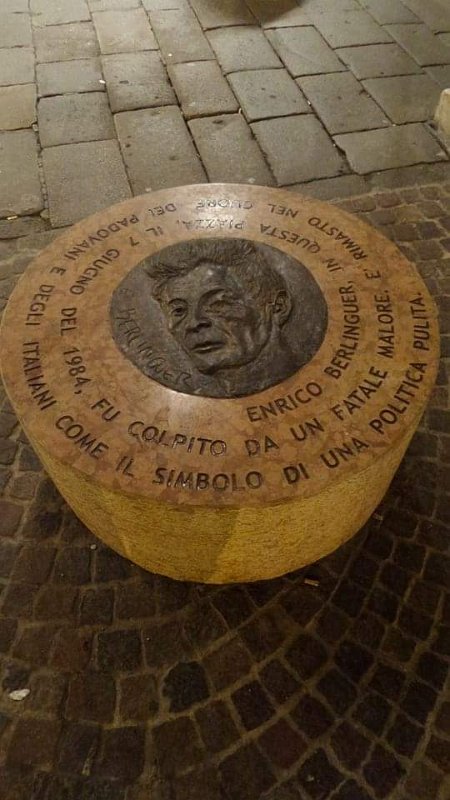 ENRICO BERLINGUER, IN QUESTA PIAZZA, IL 7 GIUGNO DEL 1984, FU COLPITO DA UN FATALE MALORE. E RIMASTO NEL CUORE DEI PADOVANI E DEGLI ITALIANI COME IL SIMBOLO DI UNA POLITICA PULITA.
BERLINGUER